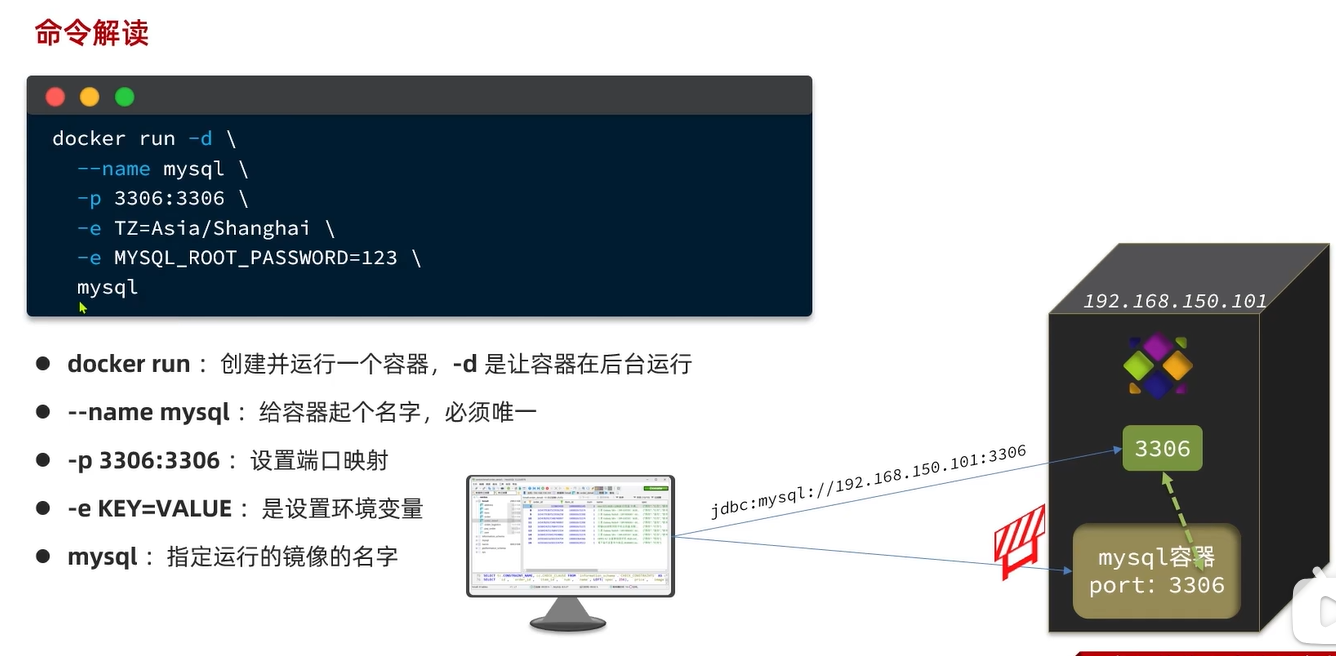 命令解读
docker run -d \
--name mysql \
-p 3306:3306 \
-e TZ=Asia/Shanghai \
-e MYSQL_ROOT_PASSWORD=123 \
mysql
● docker run ：创建并运行一个容器，-d 是让容器在后台运行
● --name mysql ：给容器起个名字，必须唯一
● -p 3306:3306 ：设置端口映射
● -e KEY=VALUE ：是设置环境变量
● mysql ：指定运行的镜像的名字
jdbc:mysql://192.168.150.101:3306
192.168.150.101
3306
mysql容器
port: 3306